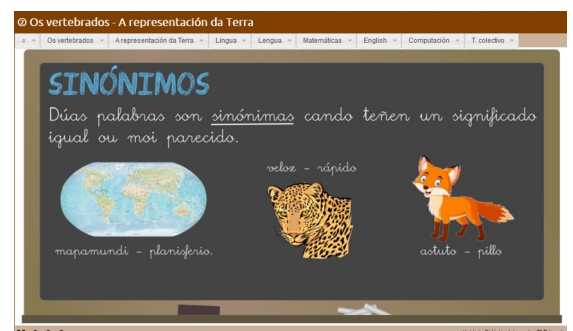 ② Os vertebrados - A representación da Terra
Os vertebrados A representación da Terra Lingua Lengua Matemáticas English Computación T. colectivo
SINÓNIMOS
Dúas palabras son sinónimas cando teñen un significado
igual ou moi parecido.
veloz - rápido
mapamundi - planisferio.
astuto - pillo